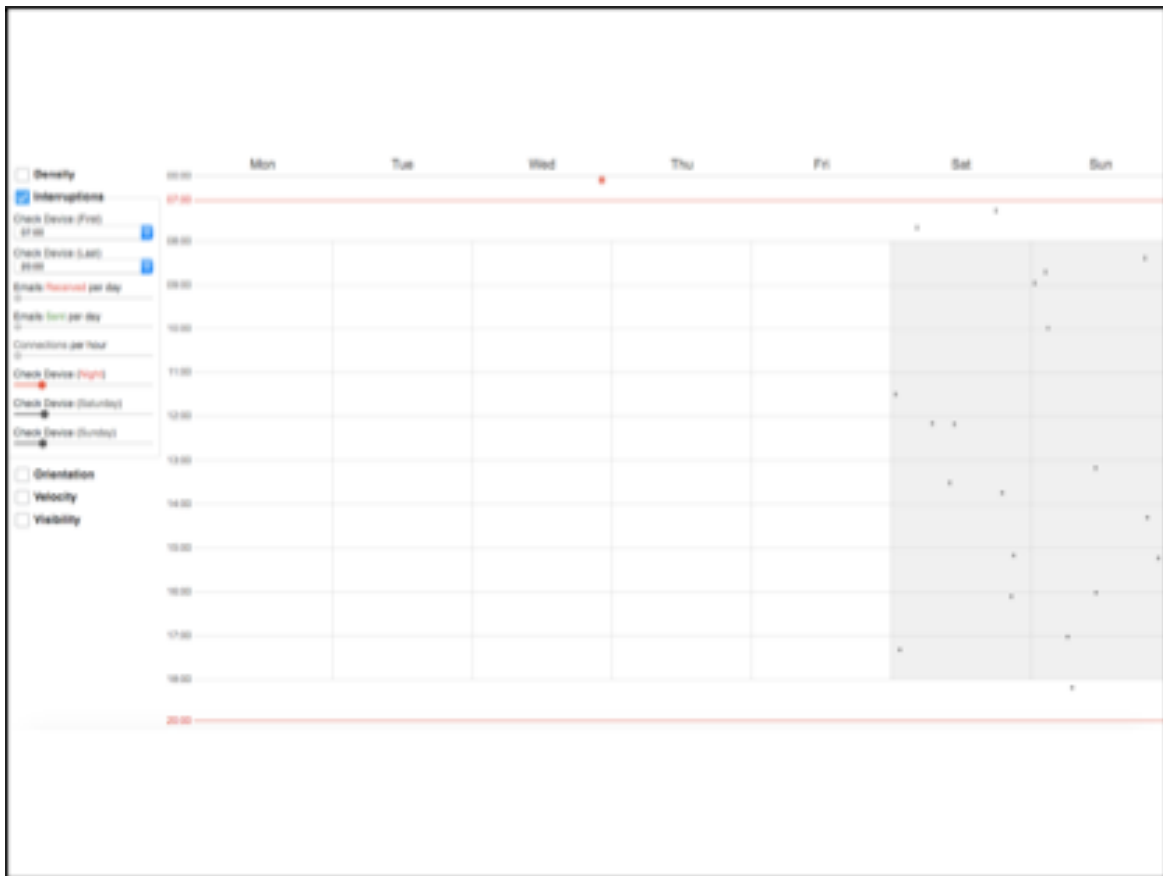 Mon Tue Wed Thu Fri Sat Sun
Density
Interruptions
Check Device (First)
07:00
Check Device (Last)
Emails Received per day
Emails Sent per day
Connections per hour
Check Device (Night)
Check Device (Saturday)
Check Device (Sunday)
Orientation
Velocity
Visibility
07:00
08:00
09:00
10:00
11:00
12:00
13:00
14:00
15:00
16:00
17:00
18:00
20:00